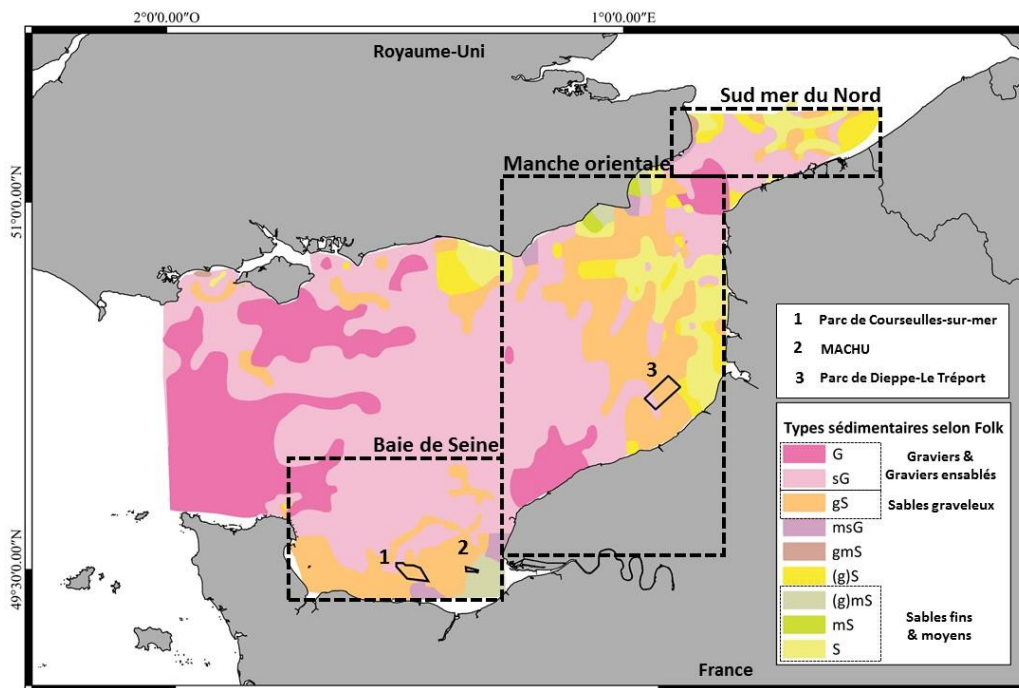 2°0'0.00"O
1°0'0.00"E
Royaume-Uni
Sud mer du Nord
Manche orientale
51°0'0.00"N
1 Parc de Courseulles-sur-mer
2 MACHU
3 Parc de Dieppe-Le Tréport
3
Baie de Seine
Types sédimentaires selon Folk
G
Graviers &
Graviers ensablés
sG
gS Sables graveleux
msG
gmS
(g)S
(g)mS
mS
S
Sables fins
& moyens
1
2
49°30'0.00"N
France